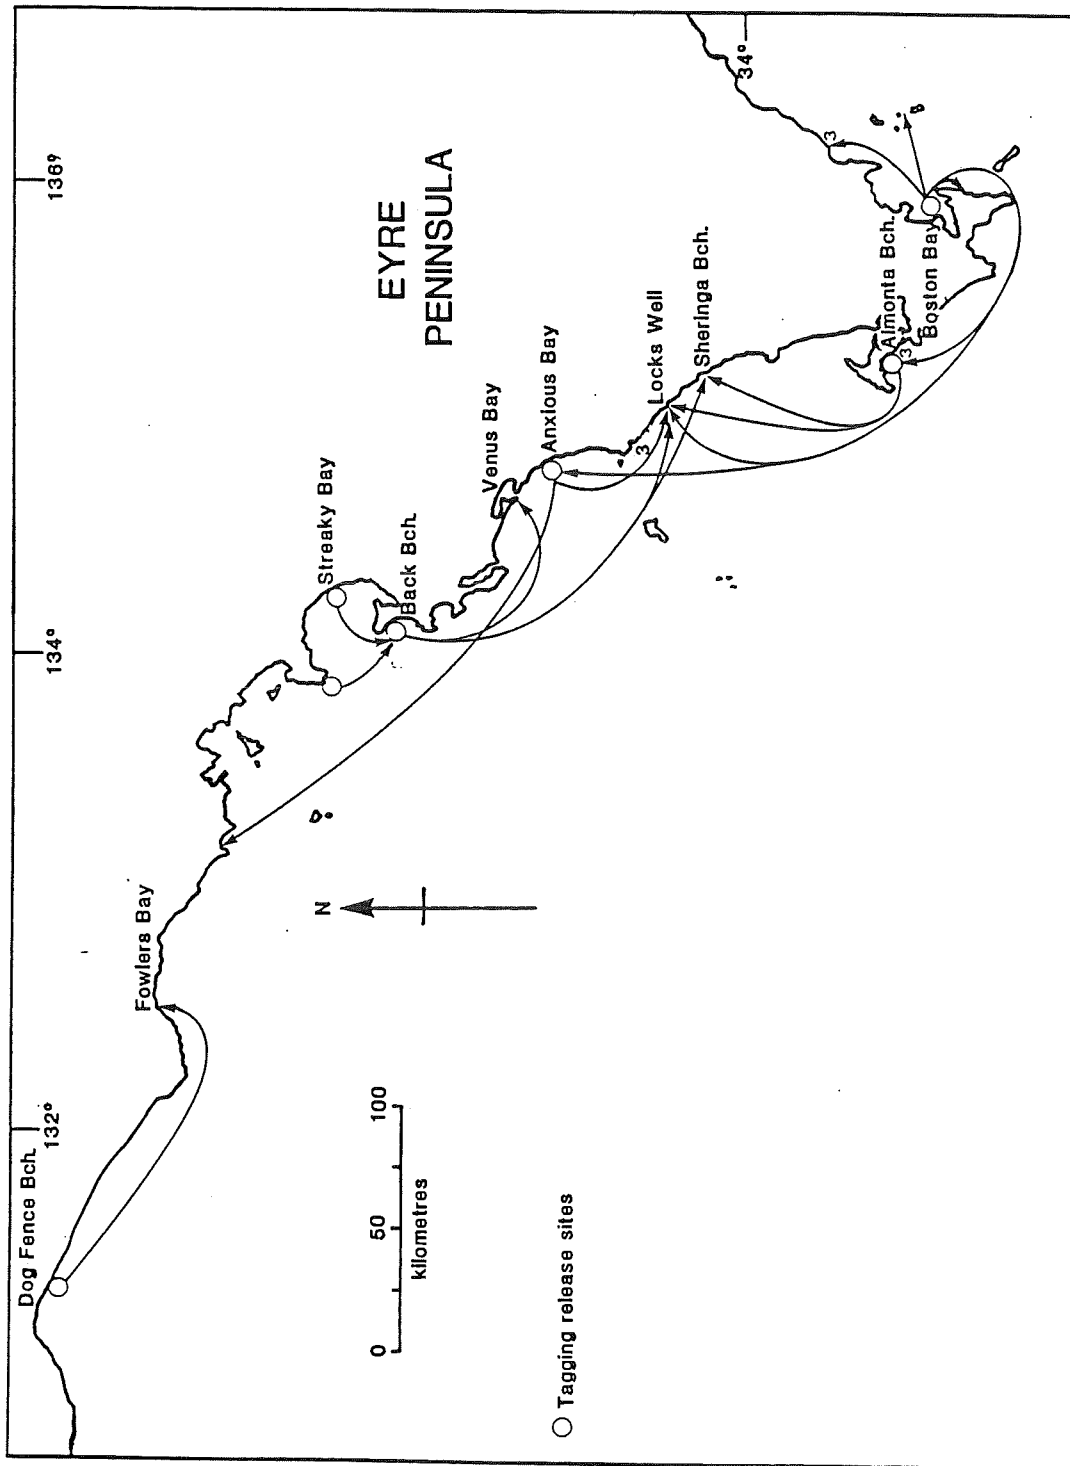 Dog Fence Bch.
132°
134°
136°
Fowlers Bay
N
Streaky Bay
Back Bch.
EYRE
PENINSULA
0 50 100
kilometres
Venus Bay
Anxious Bay
Tagging release sites
3
Locks Well
Sheringa Bch.
34°
3
Almonta Bch.
3
Boston Bay